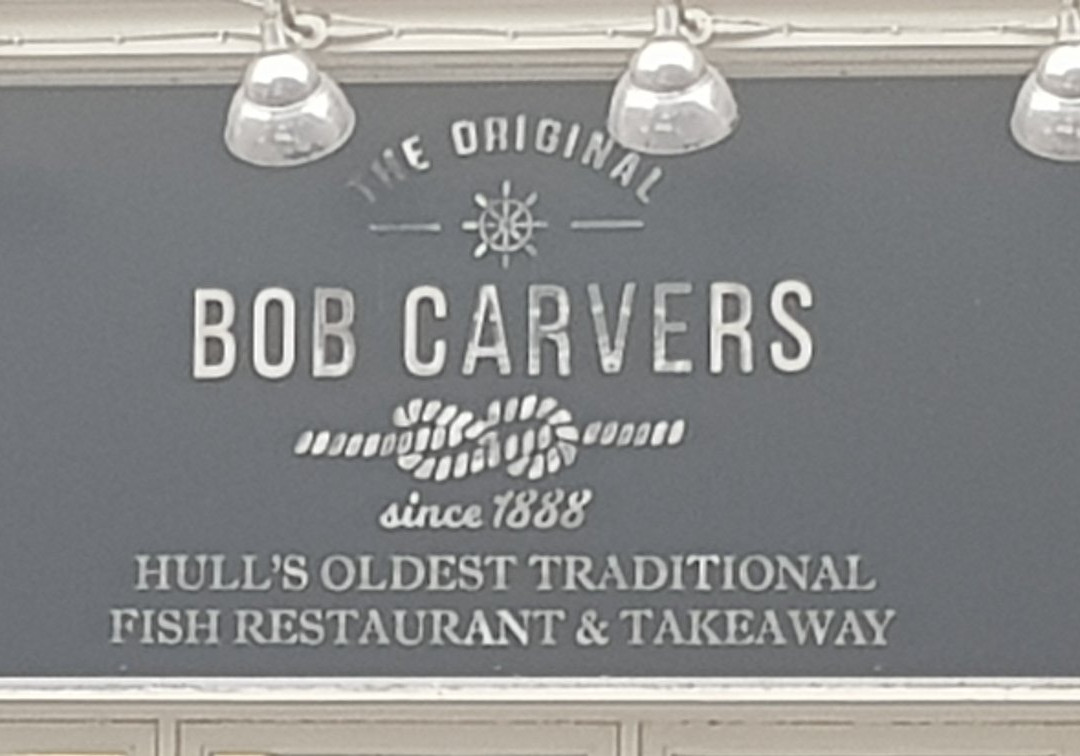 THE ORIGINAL
BOB CARVERS
since 1888
HULL'S OLDEST TRADITIONAL
FISH RESTAURANT & TAKEAWAY